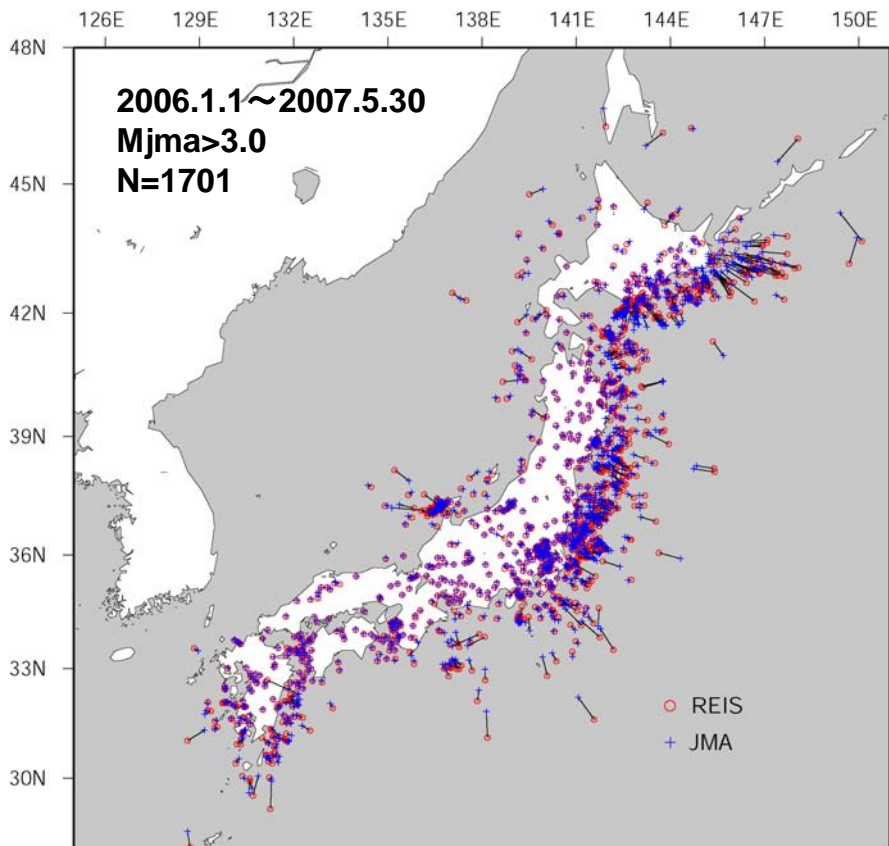 126E 129E 132E 135E 138E 141E 144E 147E 150E
48N
2006.1.1～2007.5.30
Mjma>3.0
N=1701
45N
42N
39N
36N
33N
REIS
JMA
30N